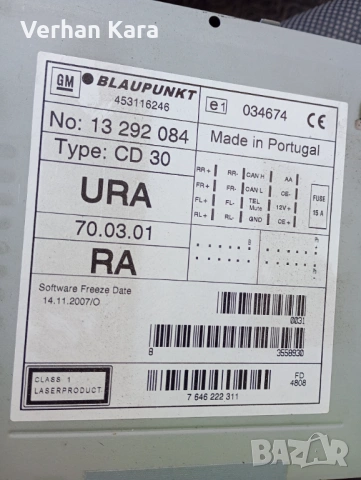 Verhan Kara
GM BLAUPUNKT
453116246
e1 034674 CE
No: 13 292 084
Made in Portugal
Type: CD 30
URA
70.03.01
RA
RR+ RR- CAN H AA
FR+ FR- CAN L CE-
FL+ FL- TEL Mute 12V+
RL+ RL- GND CE+
FUSE
15 A
Software Freeze Date
14.11.2007/O
0031
8 3558930
CLASS 1
LASERPRODUCT
7 646 222 311
FD
4808
BAZAR